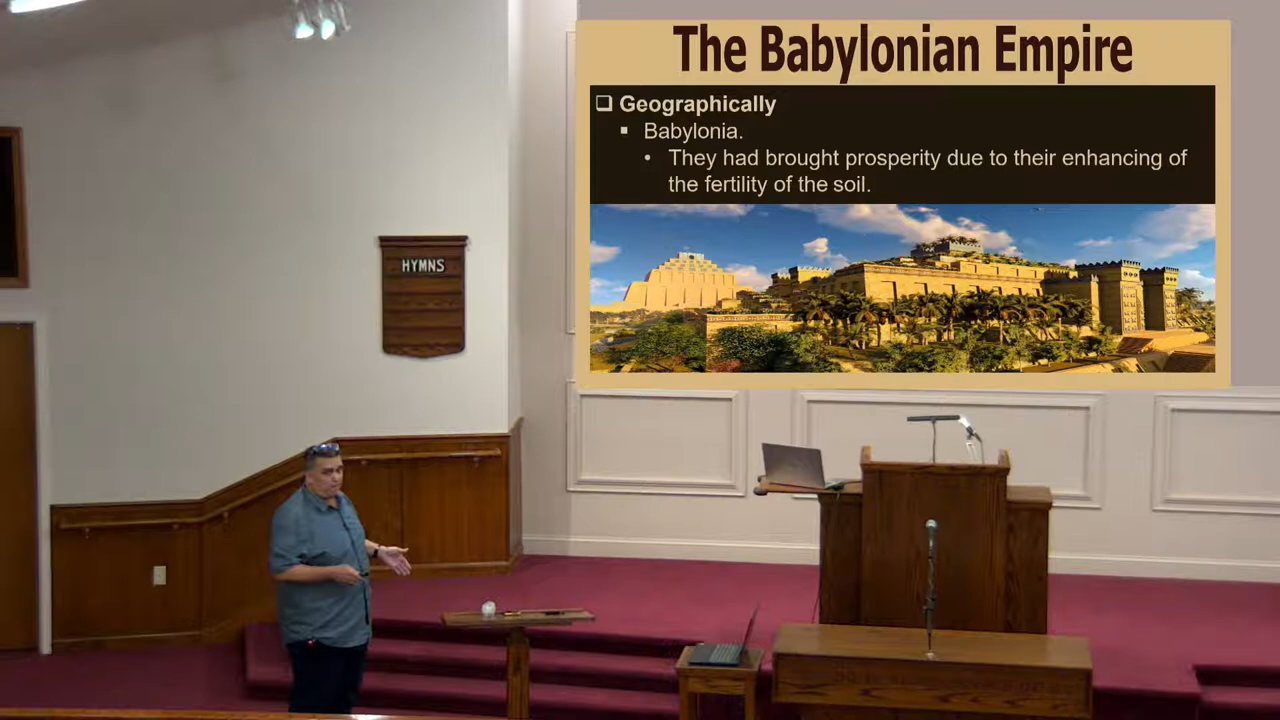 The Babylonian Empire
❑ Geographically
▪ Babylonia.
• They had brought prosperity due to their enhancing of
the fertility of the soil.
HYMNS